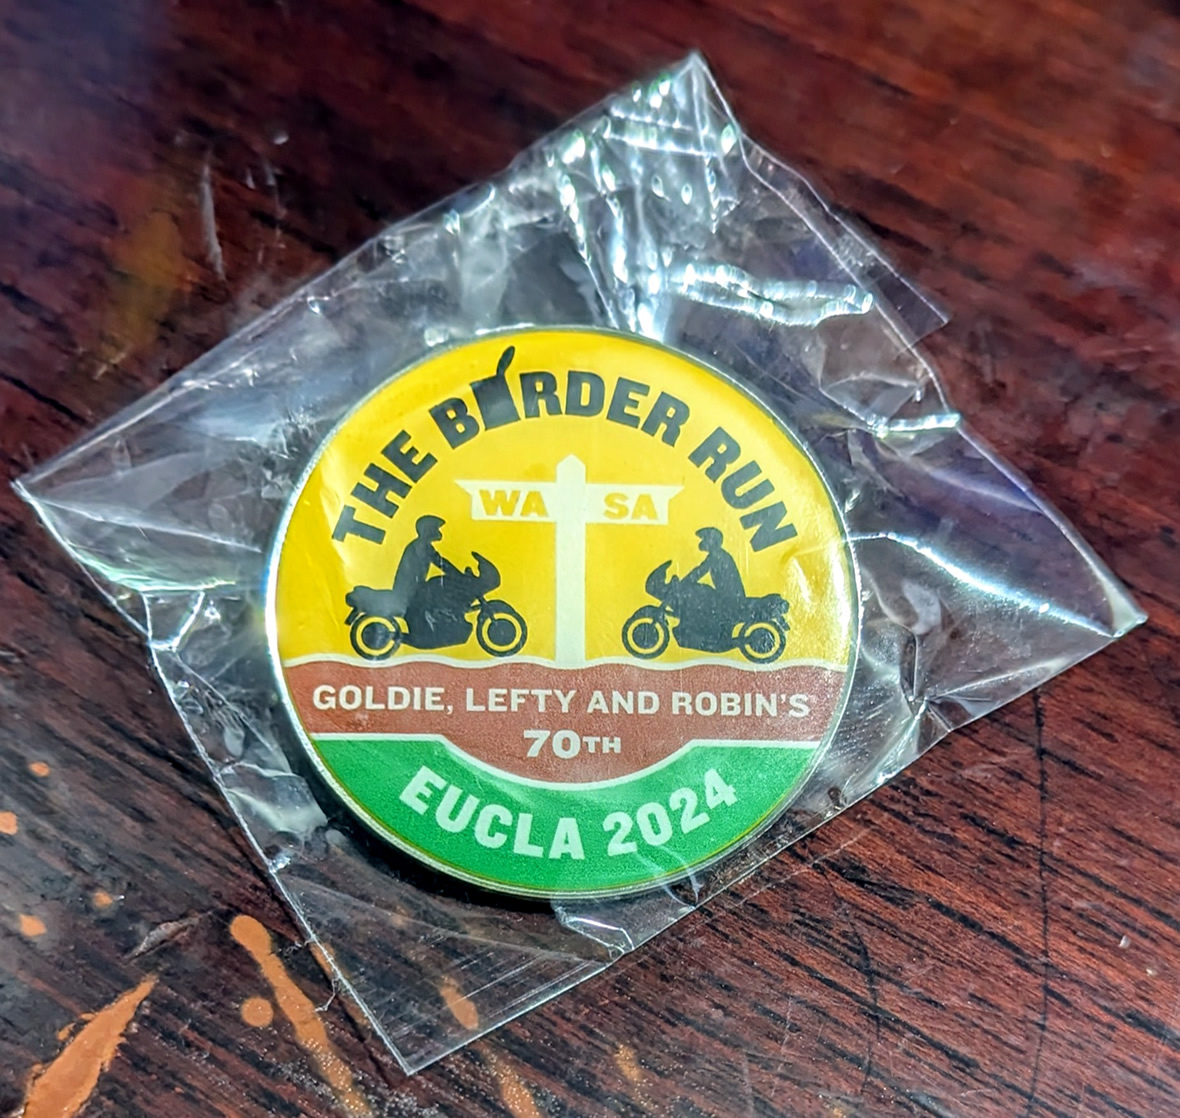 THE BORDER RUN
WA SA
GOLDIE, LEFTY AND ROBIN'S
70TH
EUCLA 2024